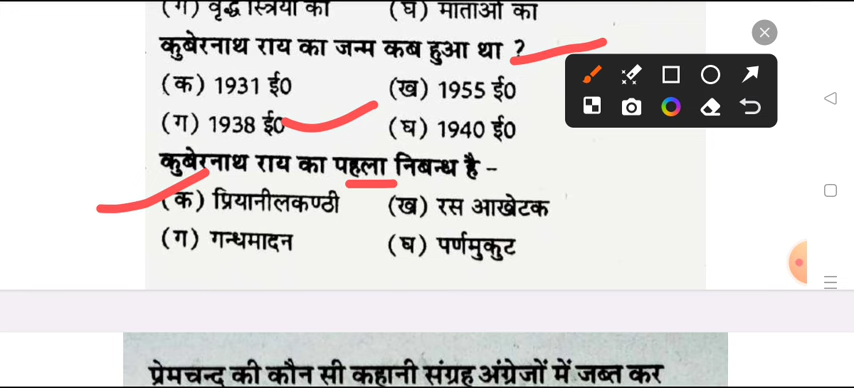 (ग) वृद्ध स्त्रियों का (घ) माताओं का
कुबेरनाथ राय का जन्म कब हुआ था ?
(क) 1931 ई0 (ख) 1955 ई0
(ग) 1938 ई0 (घ) 1940 ई0
कुबेरनाथ राय का पहला निबन्ध है -
(क) प्रियानीलकण्ठी (ख) रस आखेटक
(ग) गन्धमादन (घ) पर्णमुकुट
प्रेमचन्द की कौन सी कहानी संग्रह अंग्रेजों में जब्त कर